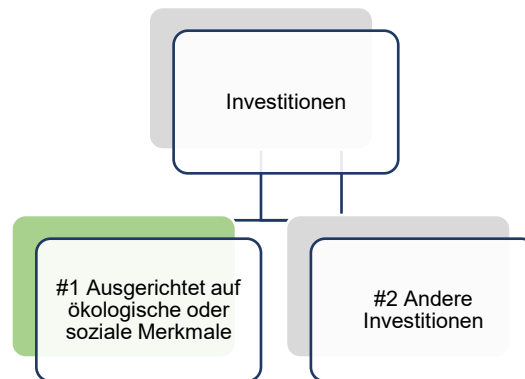 Investitionen
#1 Ausgerichtet auf
ökologische oder
soziale Merkmale
#2 Andere
Investitionen